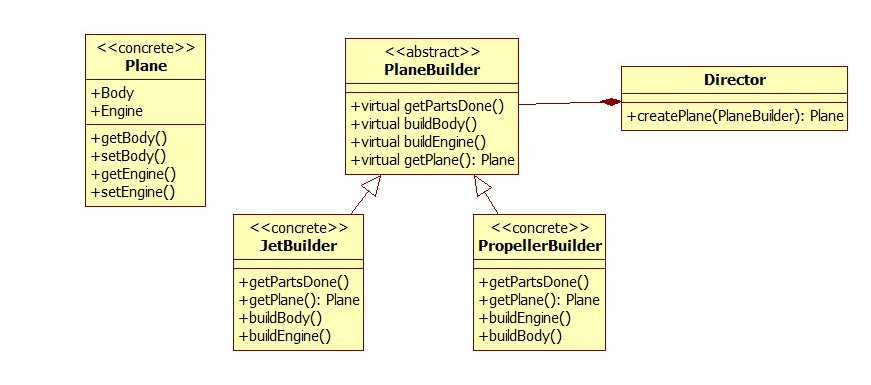 <<concrete>>
Plane
+Body
+Engine
+getBody()
+setBody()
+getEngine()
+setEngine()
<<abstract>>
PlaneBuilder
+virtual getPartsDone()
+virtual buildBody()
+virtual buildEngine()
+virtual getPlane(): Plane
Director
+createPlane(PlaneBuilder): Plane
<<concrete>>
JetBuilder
+getPartsDone()
+getPlane(): Plane
+buildBody()
+buildEngine()
<<concrete>>
PropellerBuilder
+getPartsDone()
+getPlane(): Plane
+buildEngine()
+buildBody()